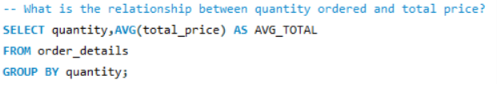 -- What is the relationship between quantity ordered and total price?
SELECT quantity,AVG(total_price) AS AVG_TOTAL
FROM order_details
GROUP BY quantity;